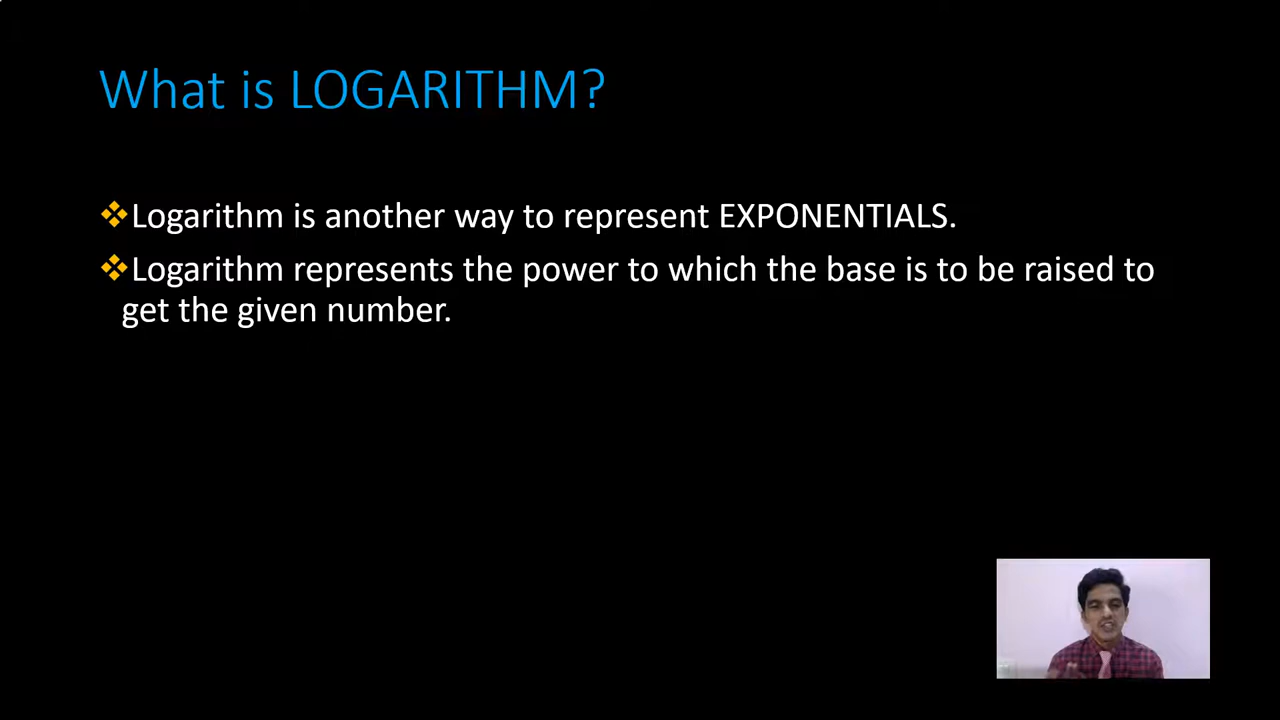 What is LOGARITHM?
❖Logarithm is another way to represent EXPONENTIALS.
❖Logarithm represents the power to which the base is to be raised to
get the given number.